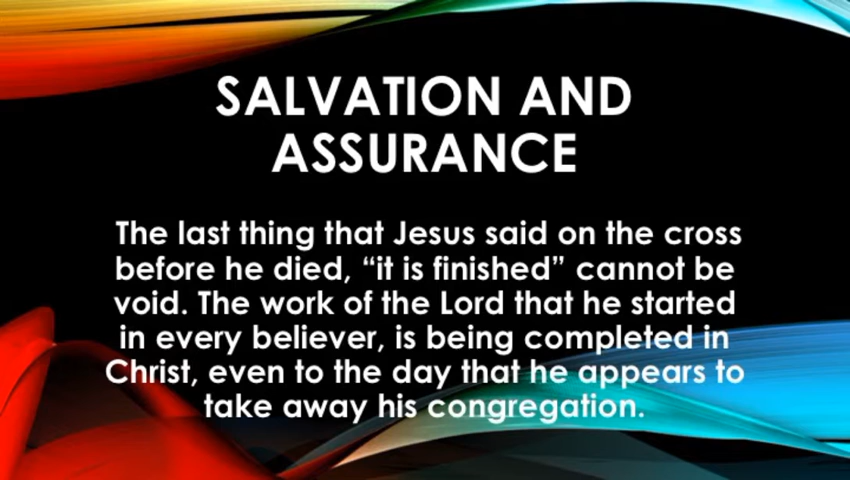 SALVATION AND
ASSURANCE
The last thing that Jesus said on the cross
before he died, “it is finished” cannot be
void. The work of the Lord that he started
in every believer, is being completed in
Christ, even to the day that he appears to
take away his congregation.